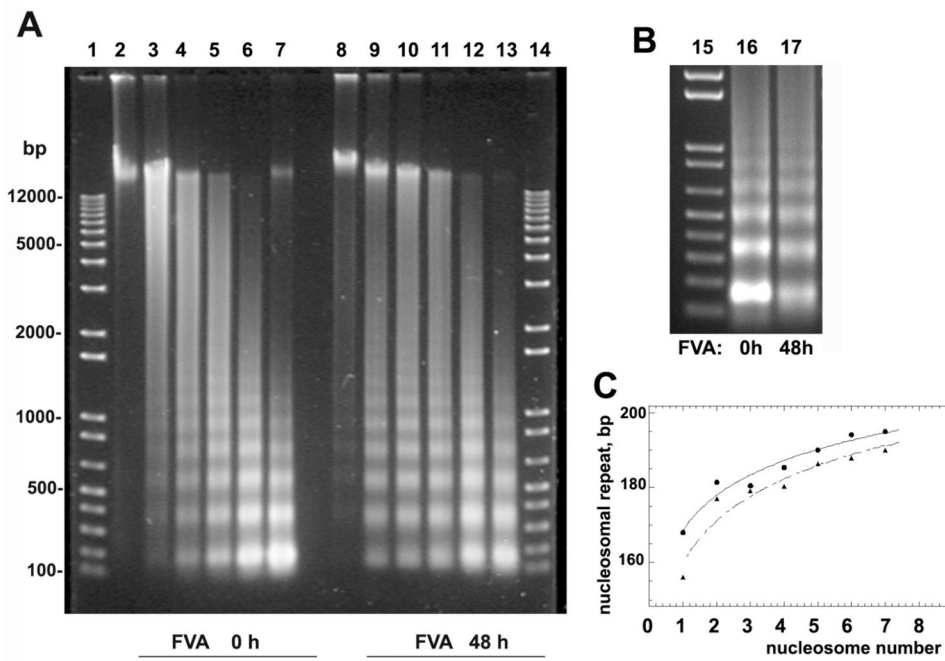 A
1 2 3 4 5 6 7 8 9 10 11 12 13 14
bp
12000-
5000-
2000-
1000-
500-
100-
FVA 0 h
FVA 48 h
B
15 16 17
FVA: 0h 48h
C
nucleosomal repeat, bp
200
180
160
0 1 2 3 4 5 6 7 8
nucleosome number